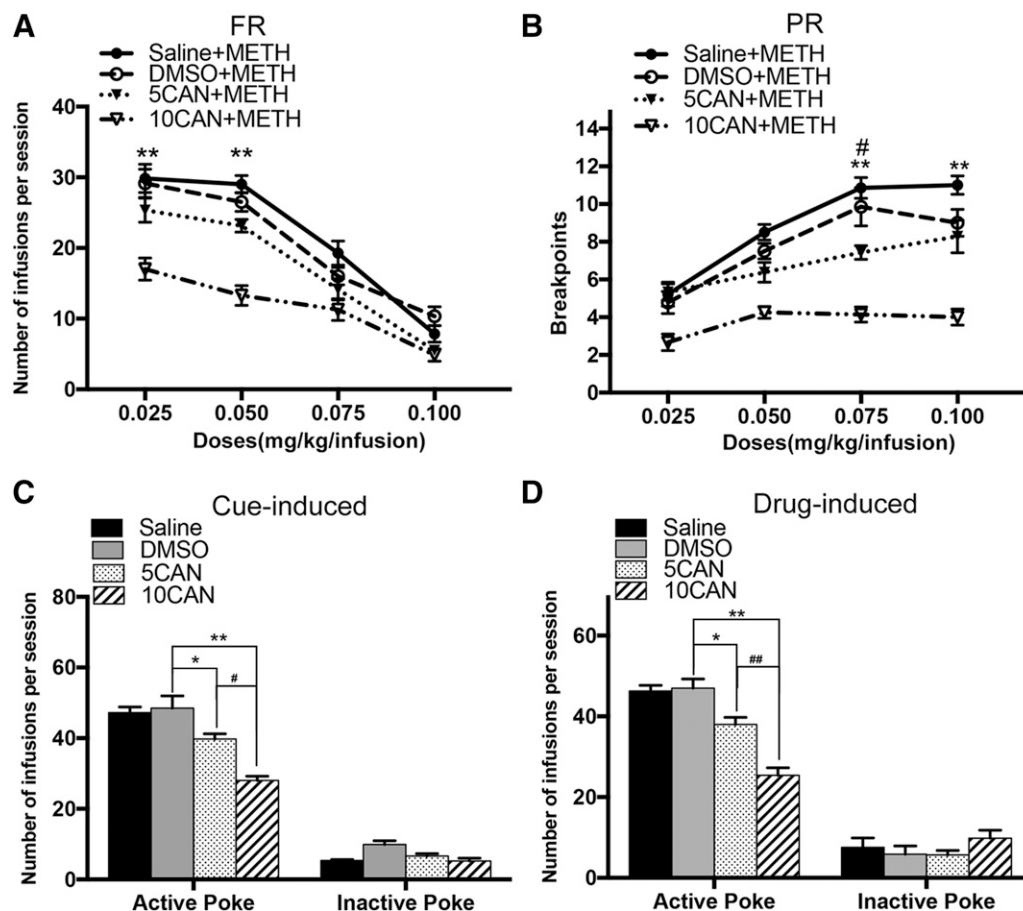 A
FR
Saline+METH
DMSO+METH
5CAN+METH
10CAN+METH
Number of infusions per session
40
30
20
10
0
** **
0.025 0.050 0.075 0.100
Doses(mg/kg/infusion)
B
PR
Saline+METH
DMSO+METH
5CAN+METH
10CAN+METH
Breakpoints
14
12
10
8
6
4
2
0
#
** **
0.025 0.050 0.075 0.100
Doses(mg/kg/infusion)
C
Cue-induced
Saline
DMSO
5CAN
10CAN
Number of infusions per session
80
60
40
20
0
**
*
#
Active Poke Inactive Poke
D
Drug-induced
Saline
DMSO
5CAN
10CAN
Number of infusions per session
60
40
20
0
**
*
##
Active Poke Inactive Poke